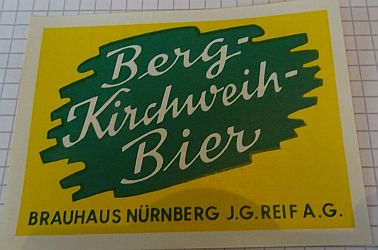 Berg-
Kirchweih-
Bier
BRAUHAUS NÜRNBERG J.G. REIF A.G.